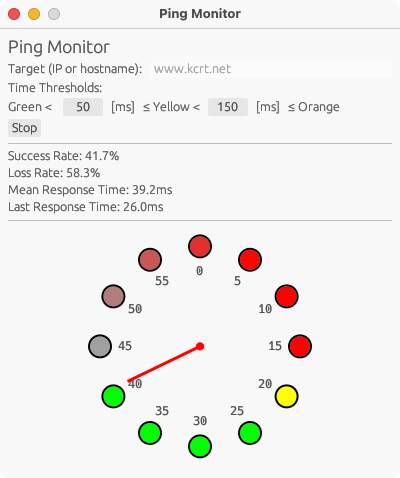 Ping Monitor
Ping Monitor
Target (IP or hostname): www.kcrt.net
Time Thresholds:
Green < 50 [ms] ≤ Yellow < 150 [ms] ≤ Orange
Stop
Success Rate: 41.7%
Loss Rate: 58.3%
Mean Response Time: 39.2ms
Last Response Time: 26.0ms
0
55 5
50 10
45 15
40 20
35 25
30